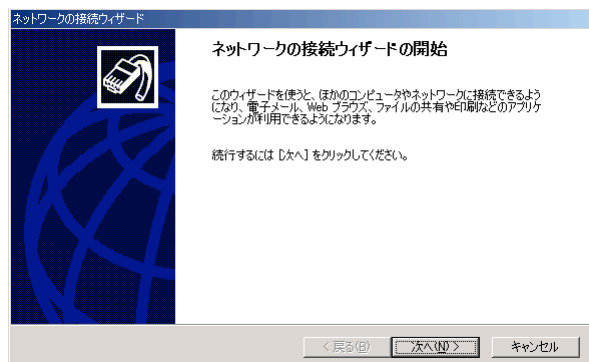 ネットワークの接続ウィザード
ネットワークの接続ウィザードの開始
このウィザードを使うと、ほかのコンピュータやネットワークに接続できるよう
になり、電子メール、Web ブラウズ、ファイルの共有や印刷などのアプリケ
ーションが利用できるようになります。
続行するには [次へ] をクリックしてください。
< 戻る(B)
次へ(N) >
キャンセル